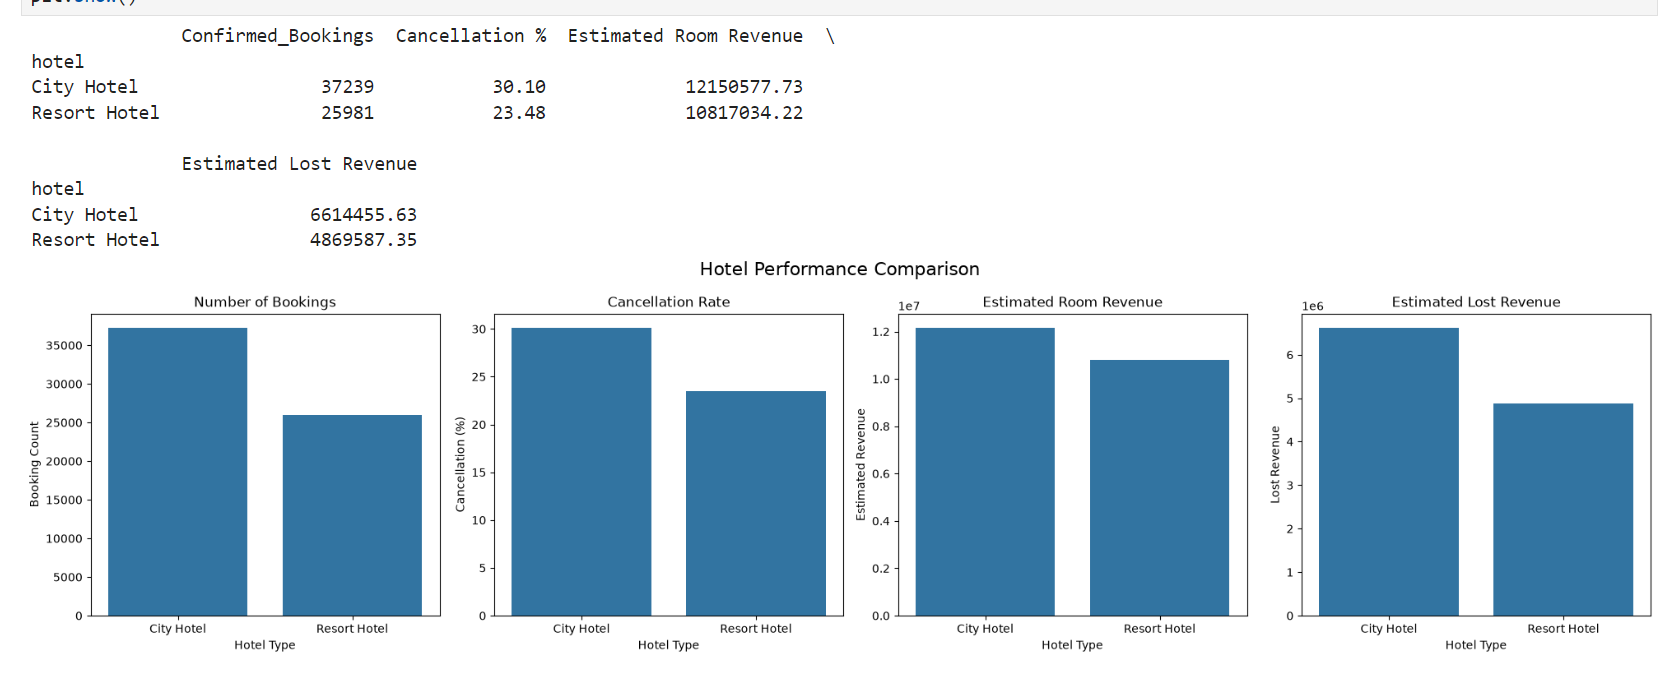 plt.show()
Confirmed_Bookings  Cancellation %  Estimated Room Revenue  \
hotel
City Hotel  37239  30.10  12150577.73
Resort Hotel  25981  23.48  10817034.22
Estimated Lost Revenue
hotel
City Hotel  6614455.63
Resort Hotel  4869587.35
Hotel Performance Comparison
Number of Bookings
35000
30000
25000
20000
15000
10000
5000
0
Booking Count
City Hotel  Resort Hotel
Hotel Type
Cancellation Rate
30
25
20
15
10
5
0
Cancellation (%)
City Hotel  Resort Hotel
Hotel Type
1e7
Estimated Room Revenue
1.2
1.0
0.8
0.6
0.4
0.2
0.0
Estimated Revenue
City Hotel  Resort Hotel
Hotel Type
1e6
Estimated Lost Revenue
6
5
4
3
2
1
0
Lost Revenue
City Hotel  Resort Hotel
Hotel Type